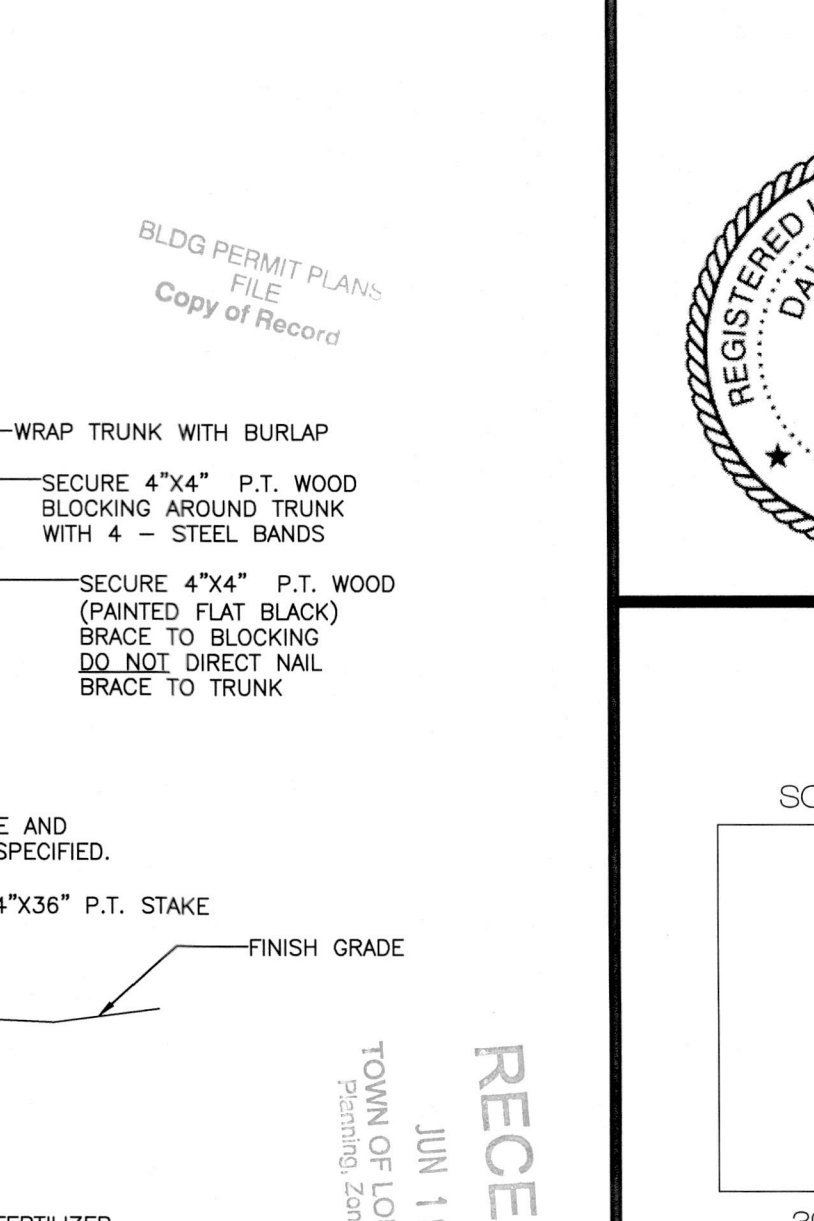 BLDG PERMIT PLANS
FILE
Copy of Record
WRAP TRUNK WITH BURLAP
SECURE 4"X4" P.T. WOOD
BLOCKING AROUND TRUNK
WITH 4 – STEEL BANDS
SECURE 4"X4" P.T. WOOD
(PAINTED FLAT BLACK)
BRACE TO BLOCKING
DO NOT DIRECT NAIL
BRACE TO TRUNK
AND
SPECIFIED.
4"X36" P.T. STAKE
FINISH GRADE
RECE
JUN 1
TOWN OF LO
Planning, Zon
REGISTERED